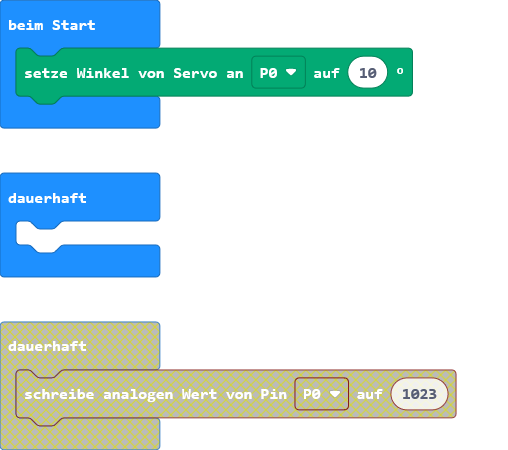 beim Start
setze Winkel von Servo an P0 auf 10 °
dauerhaft
dauerhaft
schreibe analogen Wert von Pin P0 auf 1023